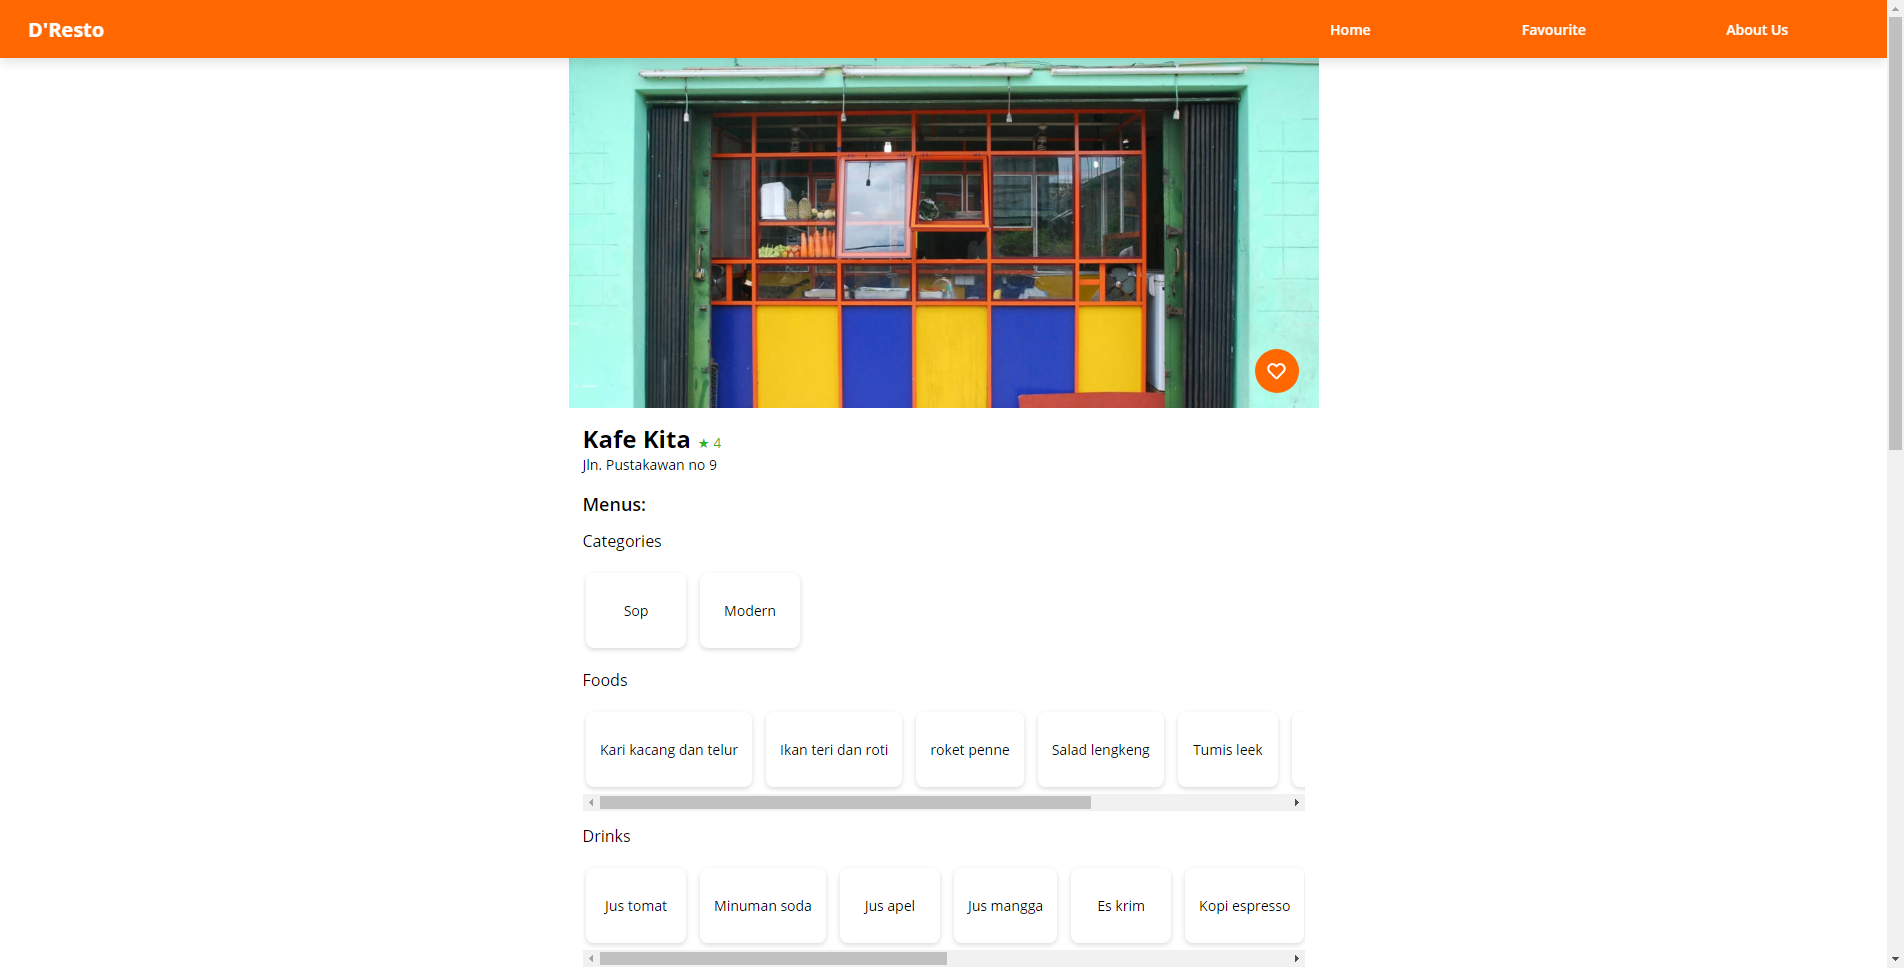 D'Resto Home Favourite About Us
Kafe Kita ★ 4
Jln. Pustakawan no 9
Menus:
Categories
Sop Modern
Foods
Kari kacang dan telur Ikan teri dan roti roket penne Salad lengkeng Tumis leek
Drinks
Jus tomat Minuman soda Jus apel Jus mangga Es krim Kopi espresso